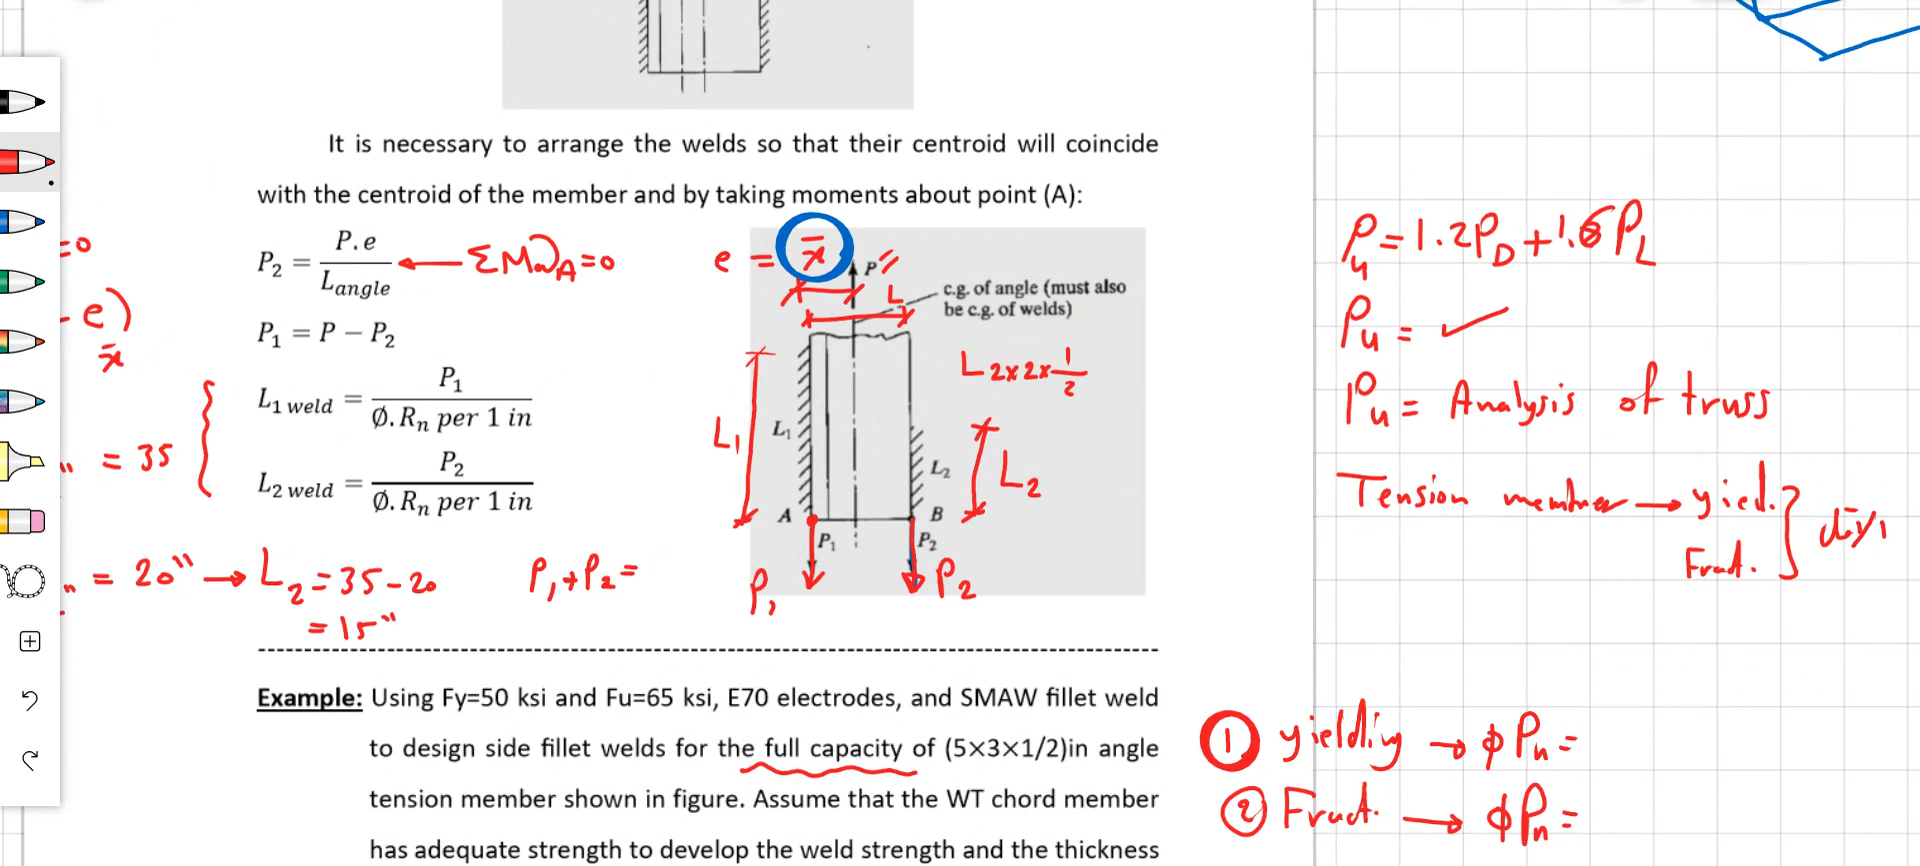 It is necessary to arrange the welds so that their centroid will coincide
with the centroid of the member and by taking moments about point (A):
P₂ = P.e / L_angle ← ΣM A = 0
P₁ = P − P₂
L₁ weld = P₁ / Ø.Rₙ per 1 in
L₂ weld = P₂ / Ø.Rₙ per 1 in
=0
- e)
x̄
" = 35
" = 20" → L₂ = 35 - 20
= 15"
P₁ + P₂ =
e = x̄
P
L
c.g. of angle (must also
be c.g. of welds)
L 2x2x1/2
L₁
L₁
L₂
L₂
A
B
P₁
P₂
P₁
P₂
Pu = 1.2PD + 1.6PL
Pu = ✓
Pu = Analysis of truss
Tension member → yied.
Fract.
Example: Using Fy=50 ksi and Fu=65 ksi, E70 electrodes, and SMAW fillet weld
to design side fillet welds for the full capacity of (5×3×1/2)in angle
tension member shown in figure. Assume that the WT chord member
has adequate strength to develop the weld strength and the thickness
① yielding → ϕPn =
② Fract. → ϕPn =